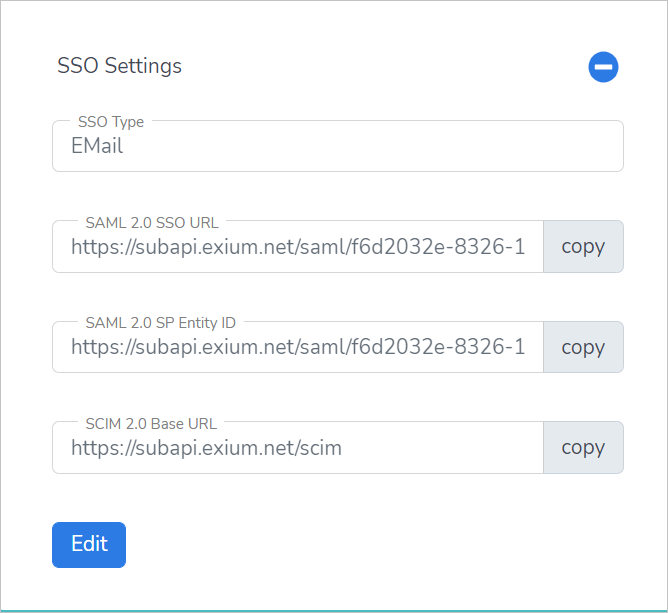 SSO Settings
SSO Type
EMail
SAML 2.0 SSO URL
https://subapi.exium.net/saml/f6d2032e-8326-1
copy
SAML 2.0 SP Entity ID
https://subapi.exium.net/saml/f6d2032e-8326-1
copy
SCIM 2.0 Base URL
https://subapi.exium.net/scim
copy
Edit